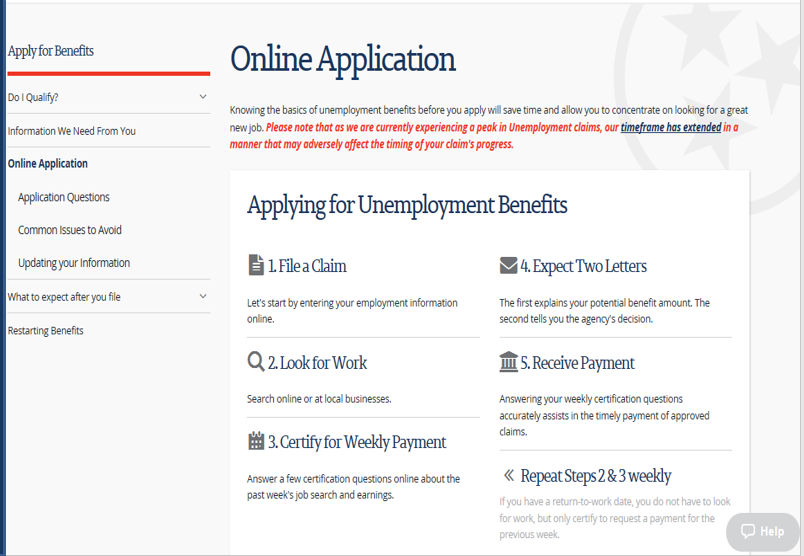 Apply for Benefits
Do I Qualify?
Information We Need From You
Online Application
Application Questions
Common Issues to Avoid
Updating your Information
What to expect after you file
Restarting Benefits
Online Application
Knowing the basics of unemployment benefits before you apply will save time and allow you to concentrate on looking for a great
new job. Please note that as we are currently experiencing a peak in Unemployment claims, our timeframe has extended in a
manner that may adversely affect the timing of your claim's progress.
Applying for Unemployment Benefits
1. File a Claim
Let's start by entering your employment information
online.
2. Look for Work
Search online or at local businesses.
3. Certify for Weekly Payment
Answer a few certification questions online about the
past week's job search and earnings.
4. Expect Two Letters
The first explains your potential benefit amount. The
second tells you the agency's decision.
5. Receive Payment
Answering your weekly certification questions
accurately assists in the timely payment of approved
claims.
Repeat Steps 2 & 3 weekly
If you have a return-to-work date, you do not have to look
for work, but only certify to request a payment for the
previous week.
Help